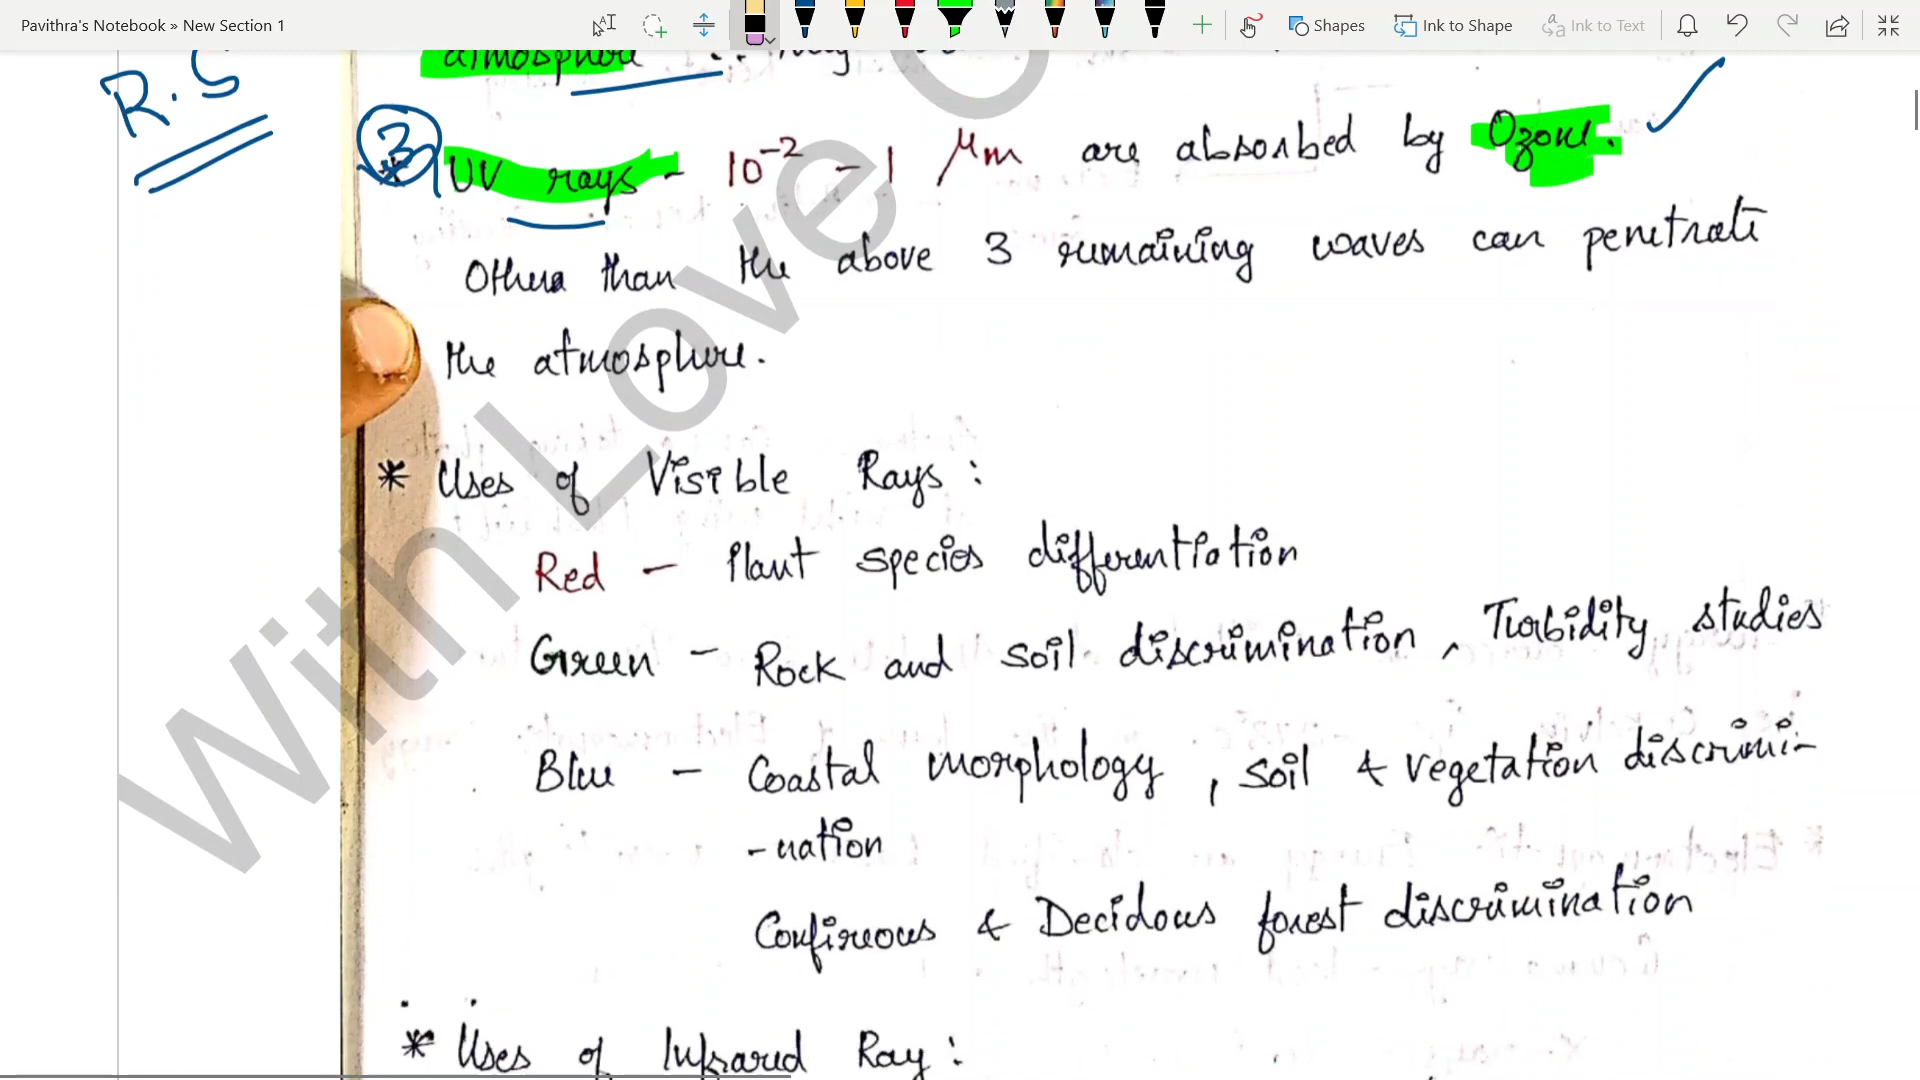 Pavithra's Notebook » New Section 1
Shapes
Ink to Shape
Ink to Text
R.S
atmosphere
3
* UV rays - 10⁻² - 1 μm are absorbed by Ozone.
Others than the above 3 remaining waves can penetrate
the atmosphere.
* Uses of Visible Rays :
Red - Plant species differentiation
Green - Rock and soil discrimination, Turbidity studies
Blue - Coastal morphology, soil & vegetation discrimi-
-nation
Confireous & Decidous forest discrimination
* Uses of Infrared Ray :
With Love